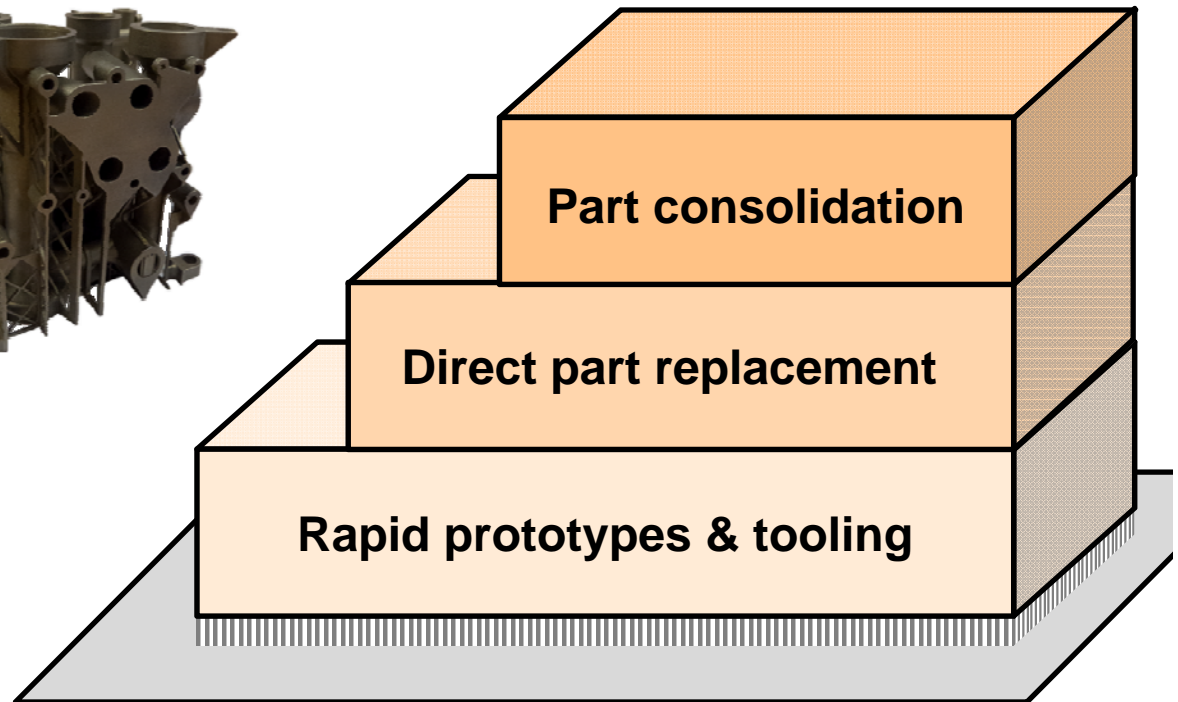 Part consolidation
Direct part replacement
Rapid prototypes & tooling